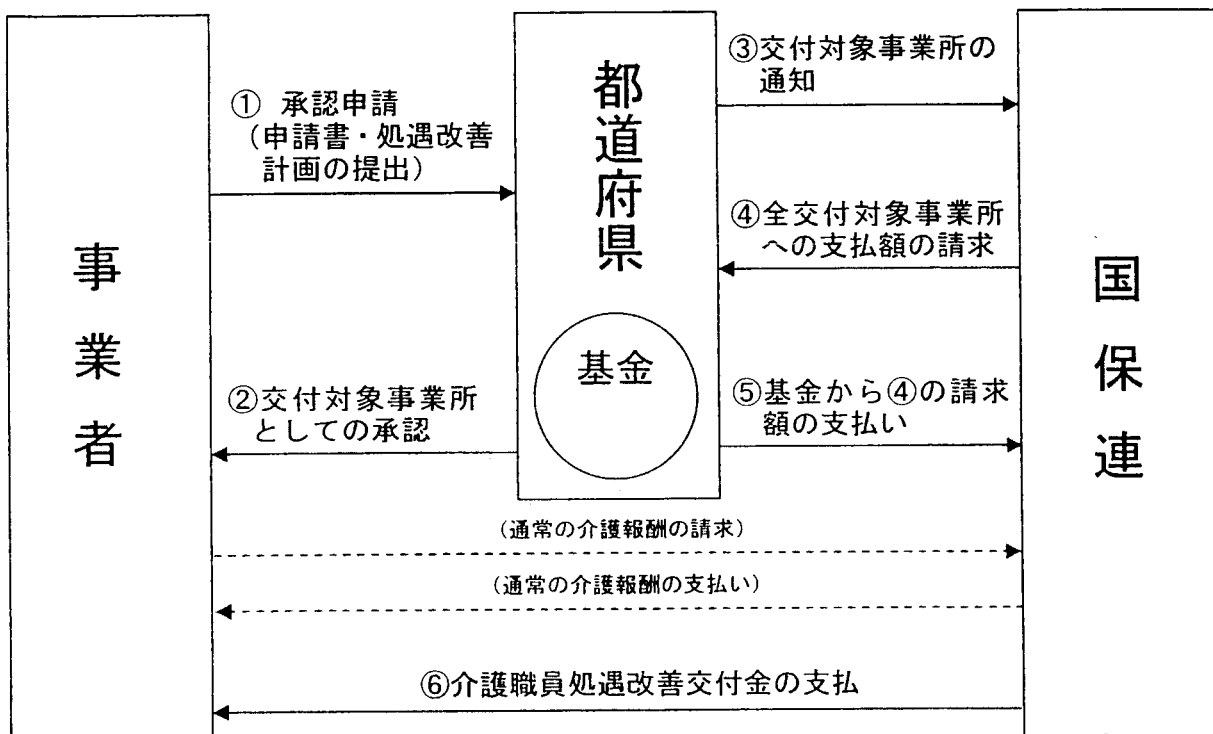 事業者
① 承認申請
(申請書・処遇改善
計画の提出)
②交付対象事業所
としての承認
都道府県
基金
③交付対象事業所の
通知
④全交付対象事業所
への支払額の請求
⑤基金から④の請求
額の支払い
国保連
(通常の介護報酬の請求)
(通常の介護報酬の支払い)
⑥介護職員処遇改善交付金の支払